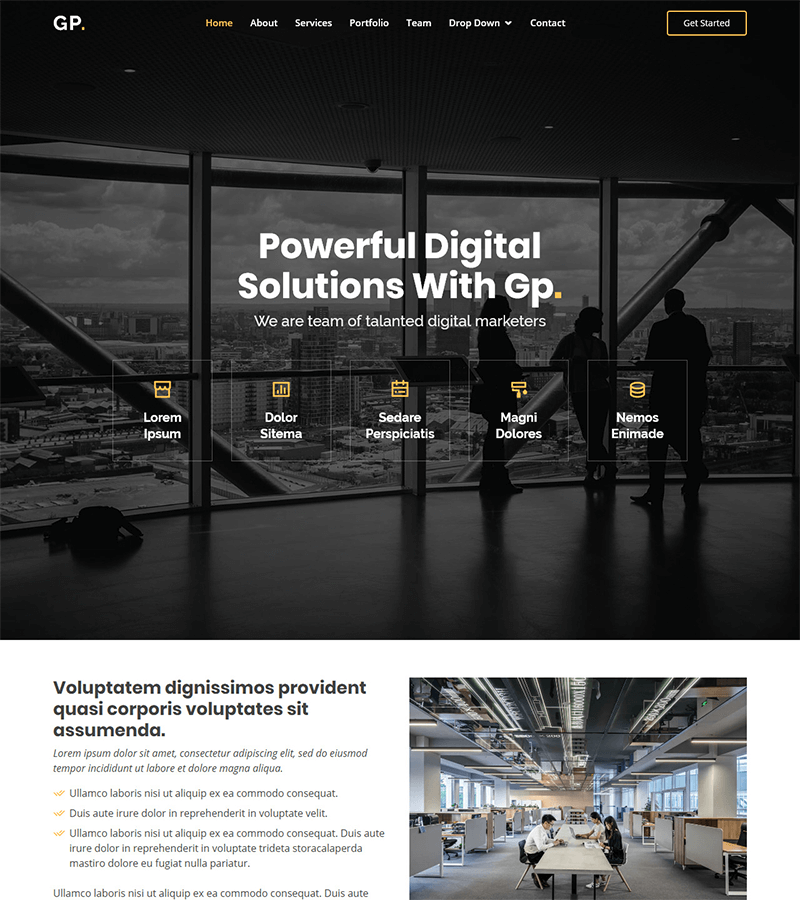 GP.
Home About Services Portfolio Team Drop Down Contact
Get Started
Powerful Digital
Solutions With Gp.
We are team of talanted digital marketers
Lorem
Ipsum
Dolor
Sitema
Sedare
Perspiciatis
Magni
Dolores
Nemos
Enimade
Voluptatem dignissimos provident
quasi corporis voluptates sit
assumenda.
Lorem ipsum dolor sit amet, consectetur adipiscing elit, sed do eiusmod
tempor incididunt ut labore et dolore magna aliqua.
Ullamco laboris nisi ut aliquip ex ea commodo consequat.
Duis aute irure dolor in reprehenderit in voluptate velit.
Ullamco laboris nisi ut aliquip ex ea commodo consequat. Duis aute
irure dolor in reprehenderit in voluptate trideta storacalaperda
mastiro dolore eu fugiat nulla pariatur.
Ullamco laboris nisi ut aliquip ex ea commodo consequat. Duis aute